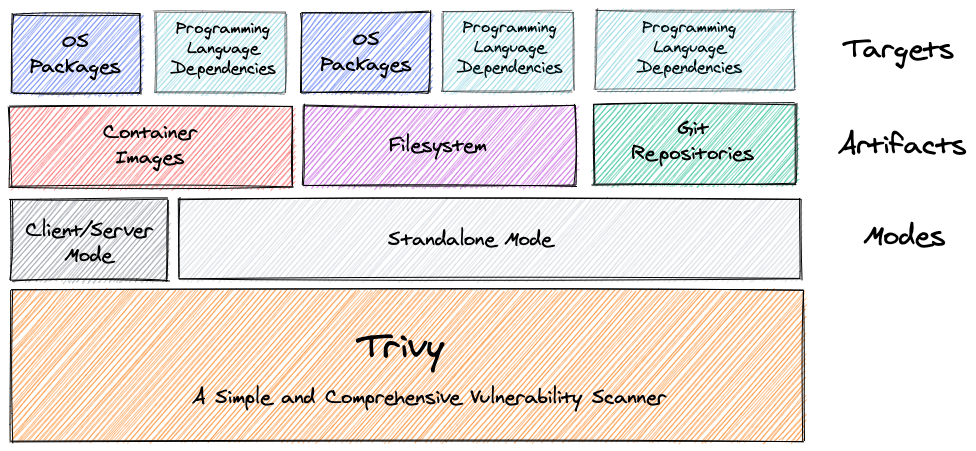 OS
Packages
Programming
Language
Dependencies
OS
Packages
Programming
Language
Dependencies
Programming
Language
Dependencies
Targets
Container
Images
Filesystem
Git
Repositories
Artifacts
Client/Server
Mode
Standalone Mode
Modes
Trivy
A Simple and Comprehensive Vulnerability Scanner